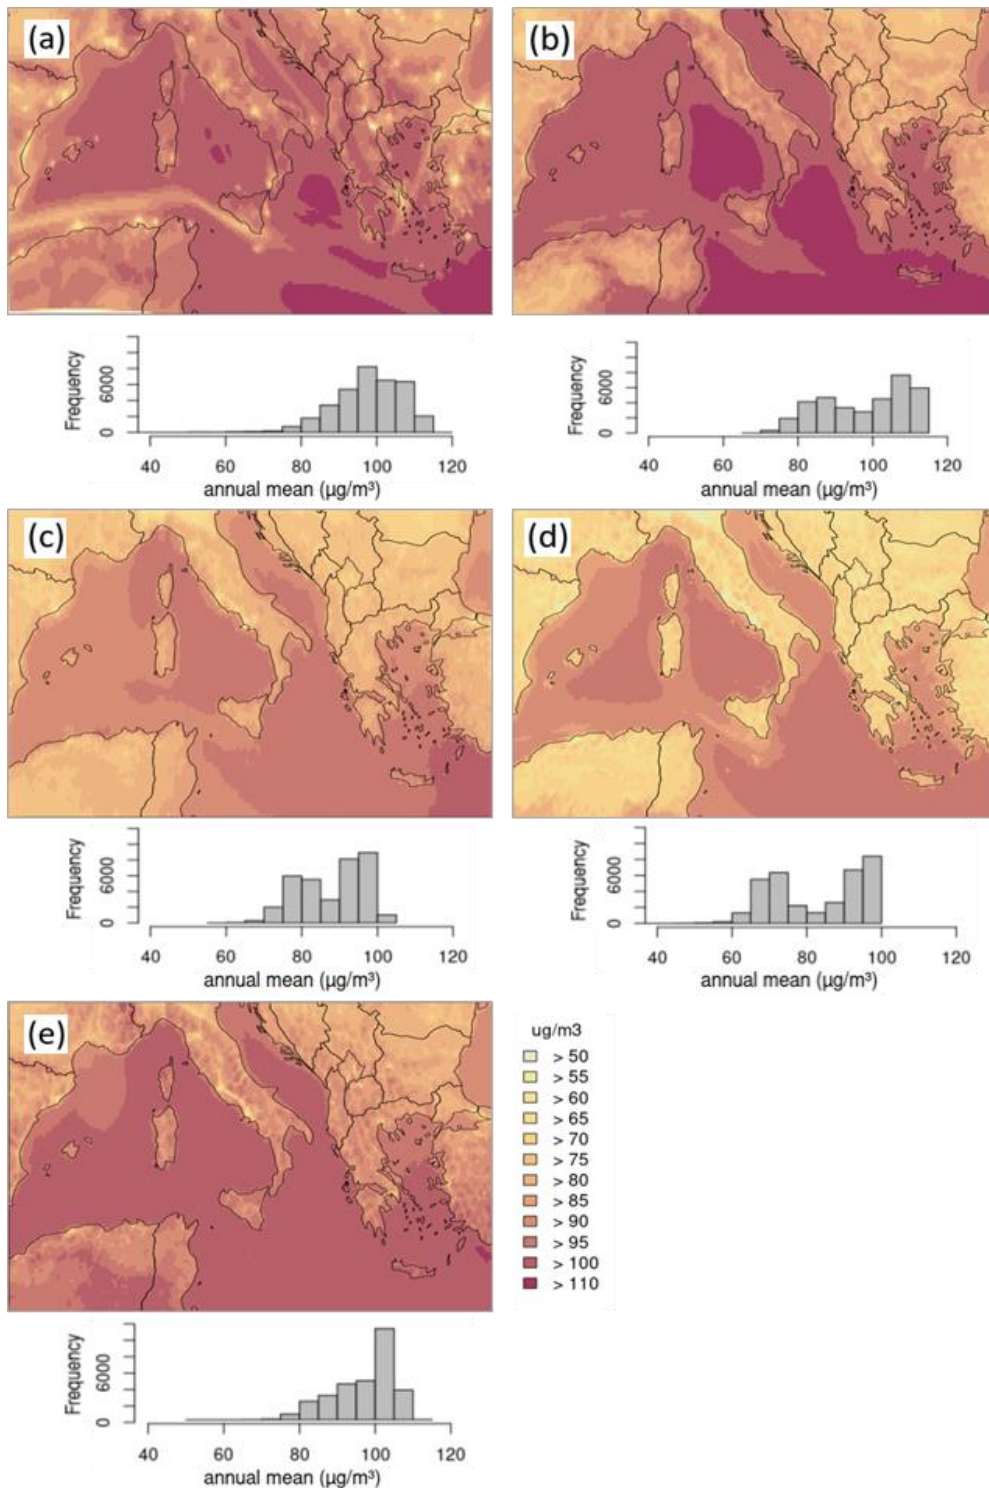 (a)
(b)
Frequency
0 6000
40 60 80 100 120
annual mean (µg/m³)
Frequency
0 6000
40 60 80 100 120
annual mean (µg/m³)
(c)
(d)
Frequency
0 6000
40 60 80 100 120
annual mean (µg/m³)
Frequency
0 6000
40 60 80 100 120
annual mean (µg/m³)
(e)
ug/m3
> 50
> 55
> 60
> 65
> 70
> 75
> 80
> 85
> 90
> 95
> 100
> 110
Frequency
0 6000
40 60 80 100 120
annual mean (µg/m³)